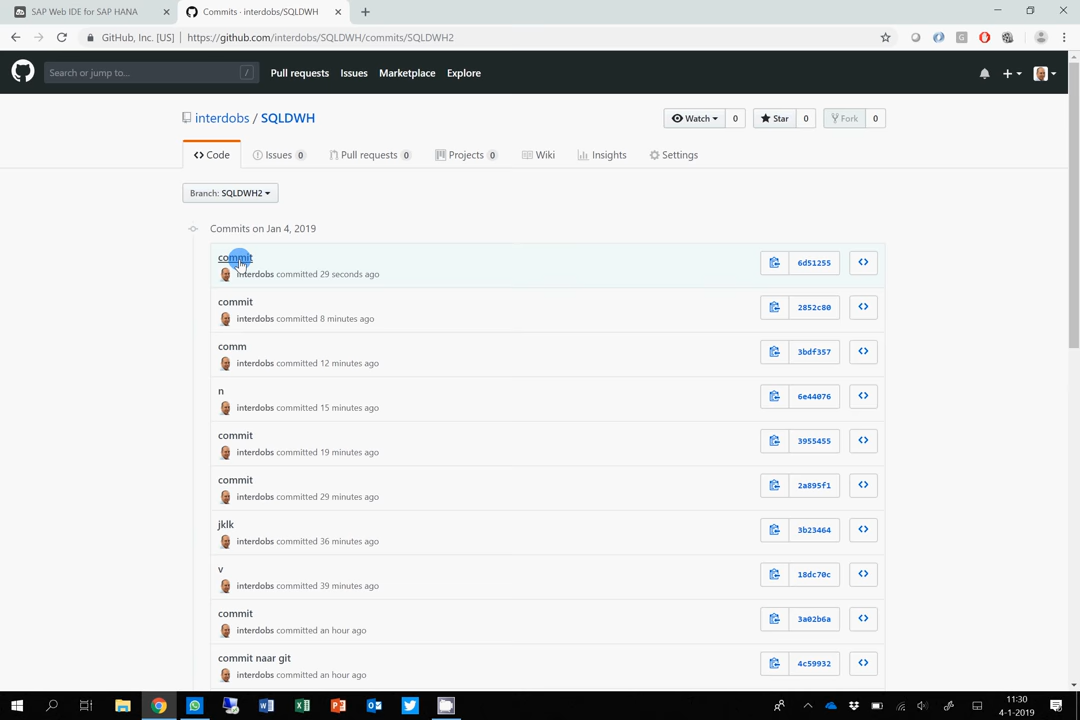 SAP Web IDE for SAP HANA
Commits · interdobs/SQLDWH
GitHub, Inc. [US] | https://github.com/interdobs/SQLDWH/commits/SQLDWH2
Search or jump to... /
Pull requests Issues Marketplace Explore
interdobs / SQLDWH
Watch 0 Star 0 Fork 0
Code Issues 0 Pull requests 0 Projects 0 Wiki Insights Settings
Branch: SQLDWH2
Commits on Jan 4, 2019
commit
interdobs committed 29 seconds ago
6d51255
commit
interdobs committed 8 minutes ago
2852c80
comm
interdobs committed 12 minutes ago
3bdf357
n
interdobs committed 15 minutes ago
6e44076
commit
interdobs committed 19 minutes ago
3955455
commit
interdobs committed 29 minutes ago
2a895f1
jklk
interdobs committed 36 minutes ago
3b23464
v
interdobs committed 39 minutes ago
18dc70c
commit
interdobs committed an hour ago
3a02b6a
commit naar git
interdobs committed an hour ago
4c59932
11:30
4-1-2019